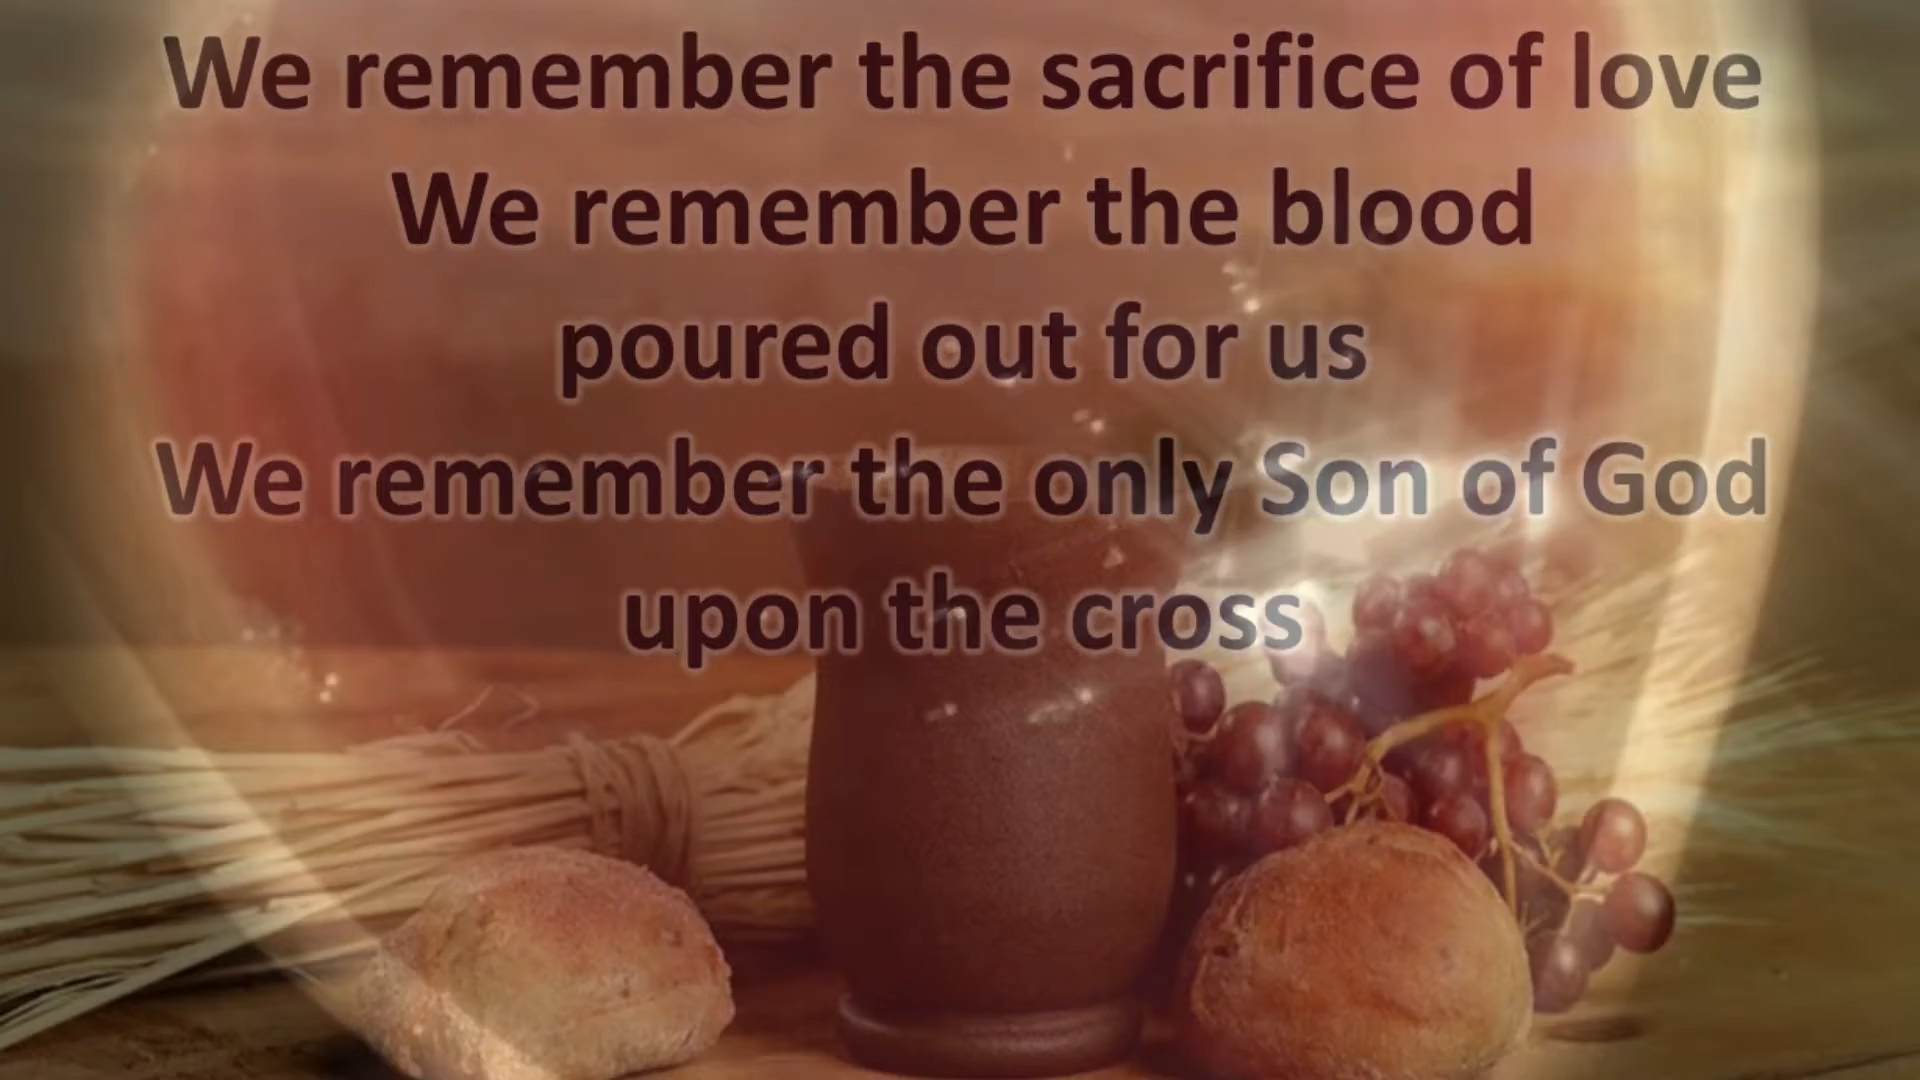 We remember the sacrifice of love
We remember the blood
poured out for us
We remember the only Son of God
upon the cross